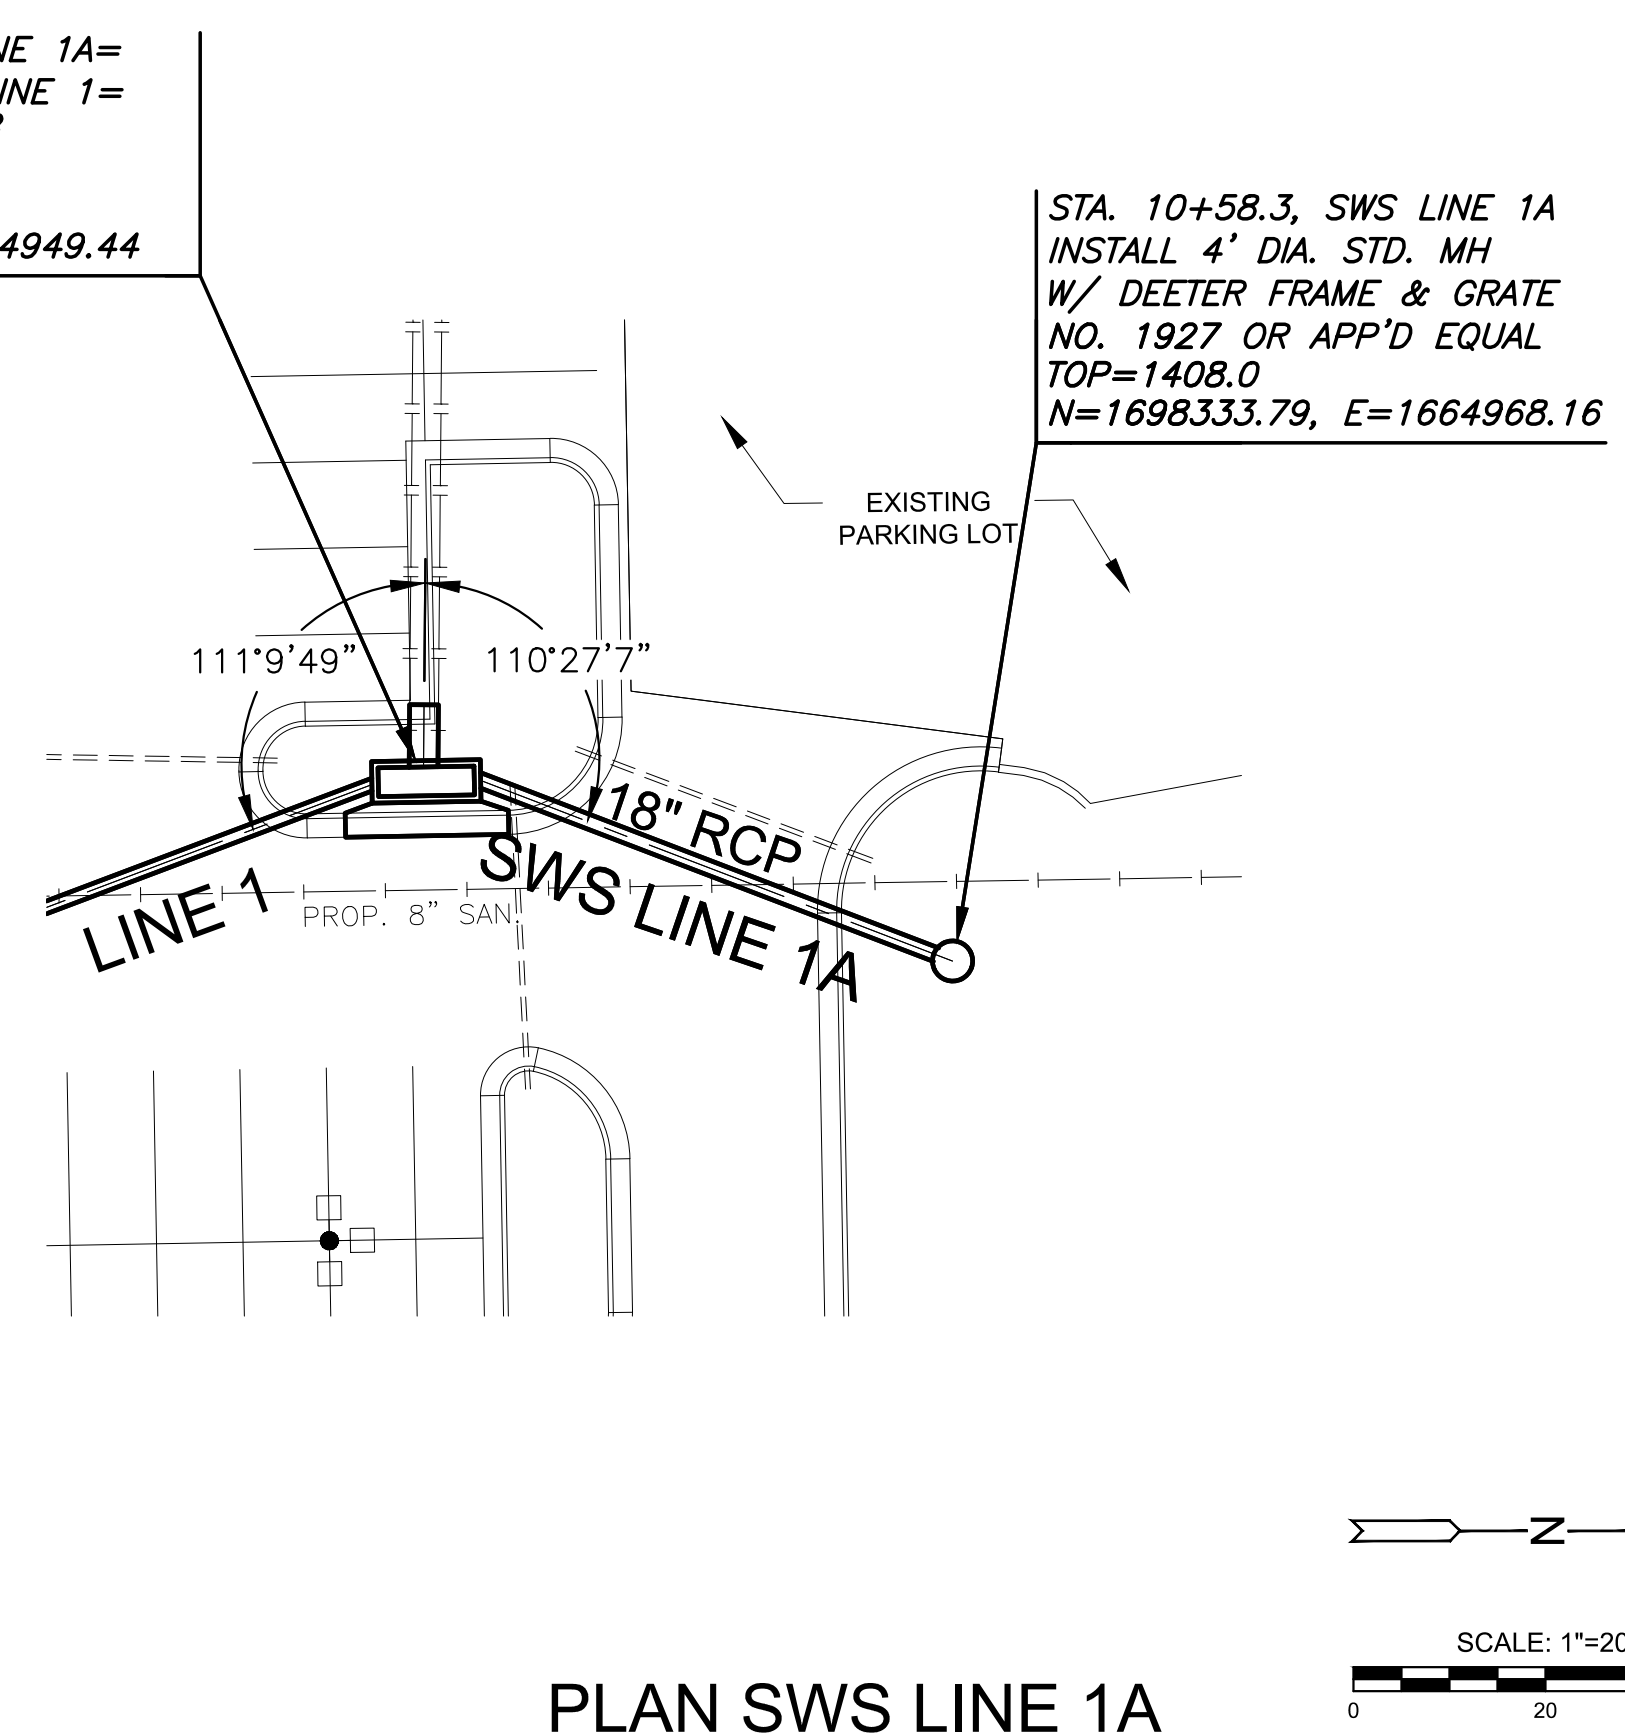 1A=
1=
4949.44
STA. 10+58.3, SWS LINE 1A
INSTALL 4' DIA. STD. MH
W/ DEETER FRAME & GRATE
NO. 1927 OR APP'D EQUAL
TOP=1408.0
N=1698333.79, E=1664968.16
EXISTING
PARKING LOT
111°9'49"
110°27'7"
18" RCP
SWS LINE 1A
LINE 1
PROP. 8" SAN.
N
SCALE: 1"=20
0 20
PLAN SWS LINE 1A